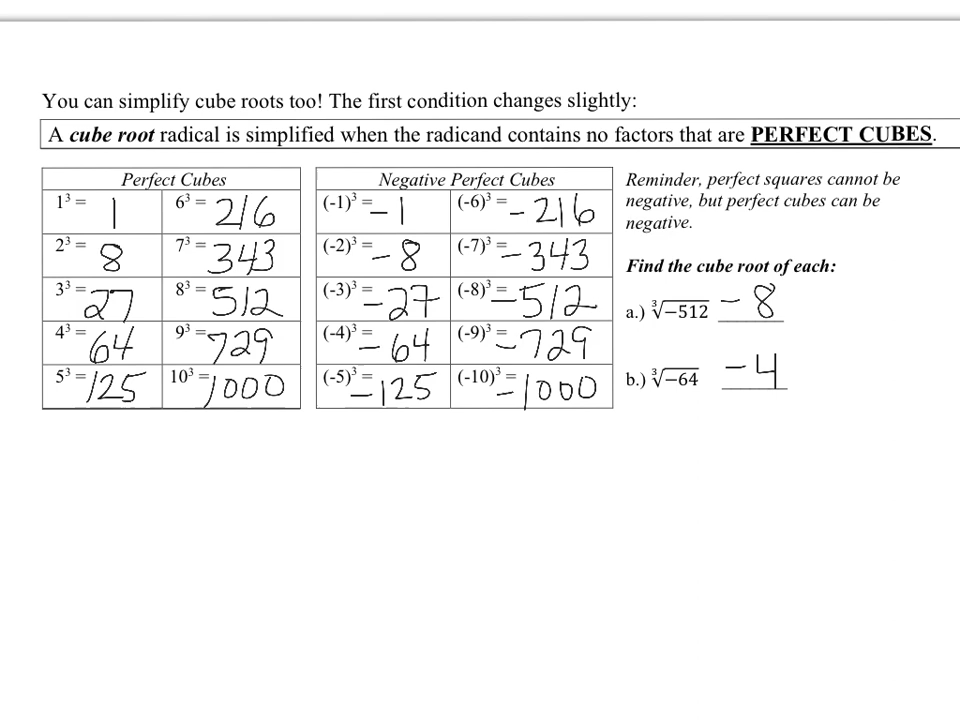 You can simplify cube roots too! The first condition changes slightly:
A cube root radical is simplified when the radicand contains no factors that are PERFECT CUBES.
Perfect Cubes
1³ = 1 6³ = 216
2³ = 8 7³ = 343
3³ = 27 8³ = 512
4³ = 64 9³ = 729
5³ = 125 10³ = 1000
Negative Perfect Cubes
(-1)³ = -1 (-6)³ = -216
(-2)³ = -8 (-7)³ = -343
(-3)³ = -27 (-8)³ = -512
(-4)³ = -64 (-9)³ = -729
(-5)³ = -125 (-10)³ = -1000
Reminder, perfect squares cannot be
negative, but perfect cubes can be
negative.
Find the cube root of each:
a.) ∛−512 -8
b.) ∛−64 -4